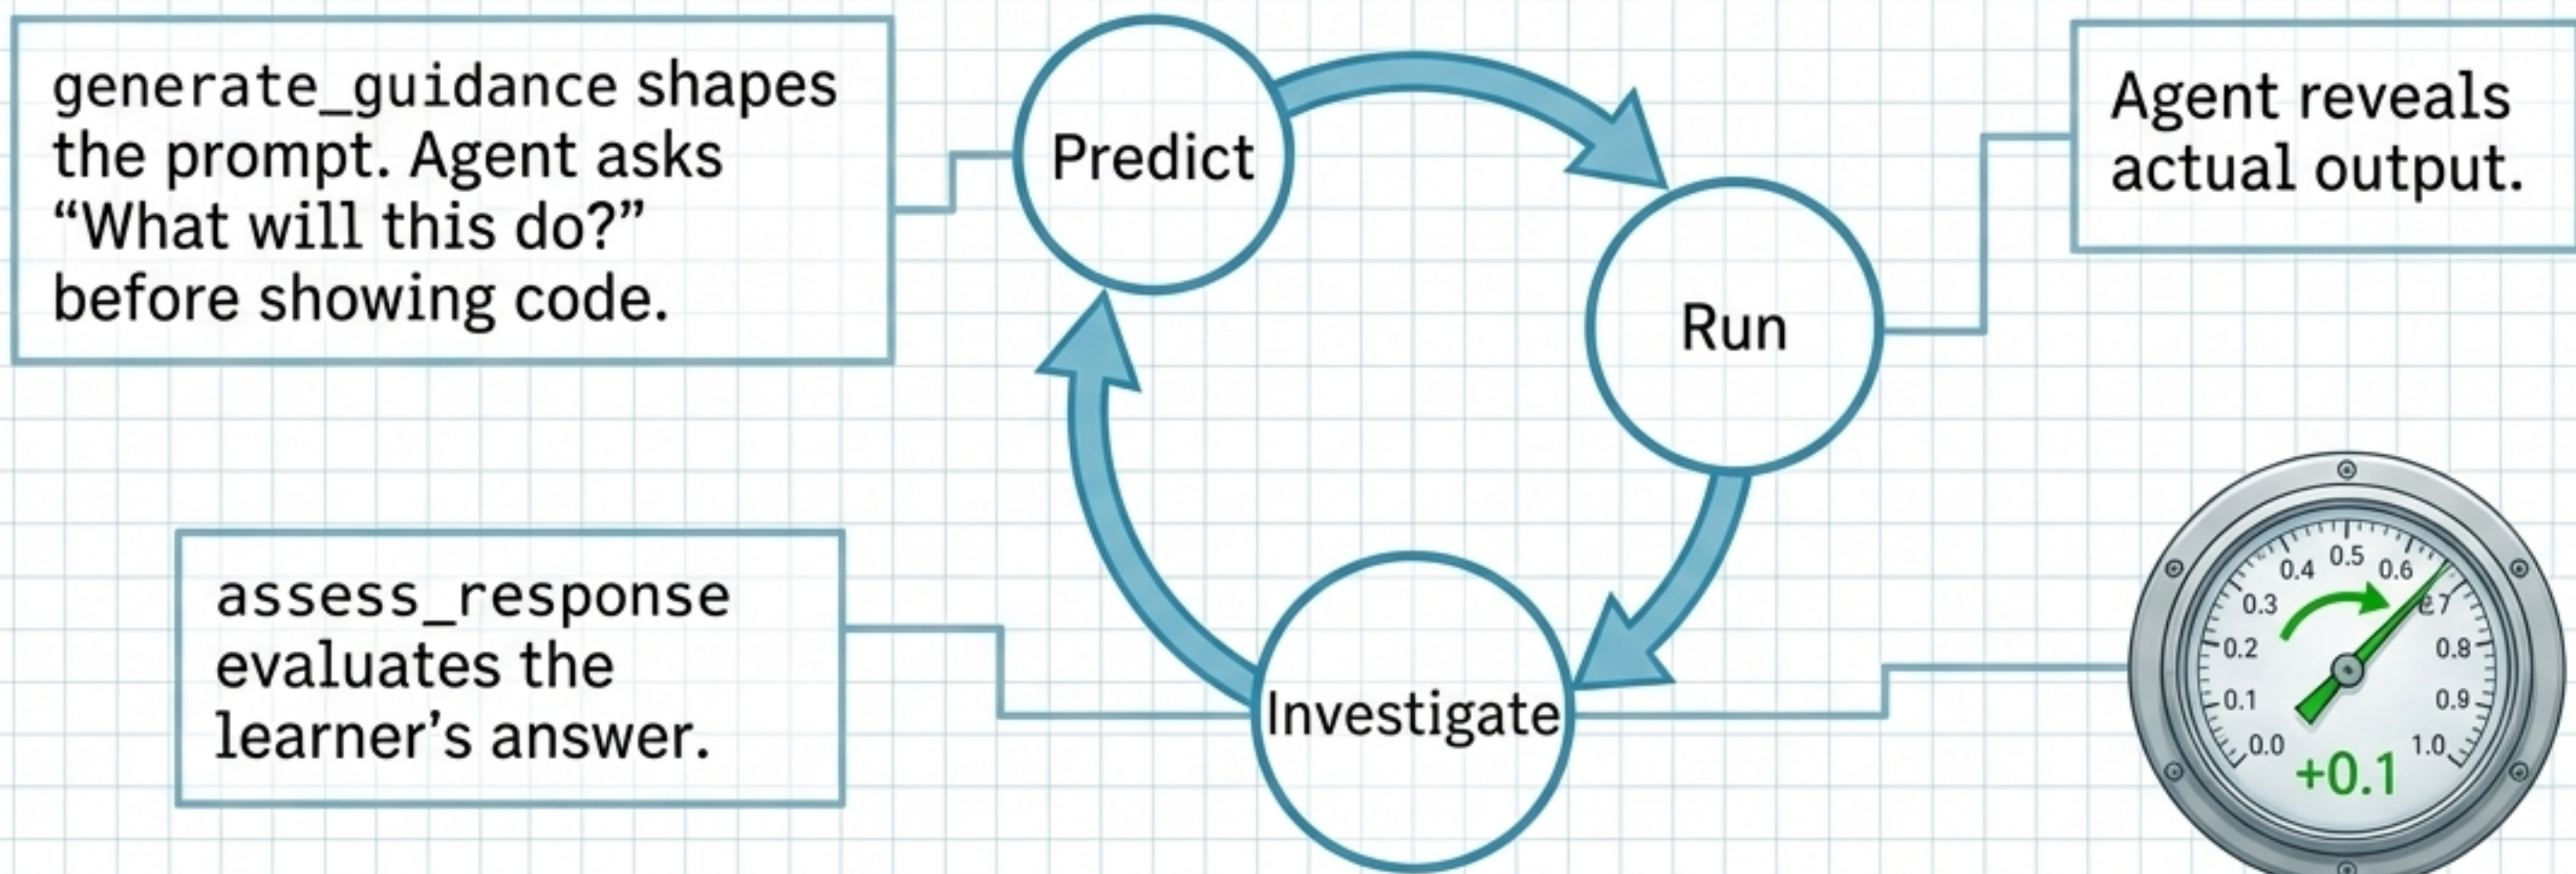 generate_guidance shapes
the prompt. Agent asks
“What will this do?”
before showing code.
Predict
Run
Agent reveals
actual output.
assess_response
evaluates the
learner’s answer.
Investigate
0.0
0.1
0.2
0.3
0.4
0.5
0.6
0.8
0.9
1.0
+0.1